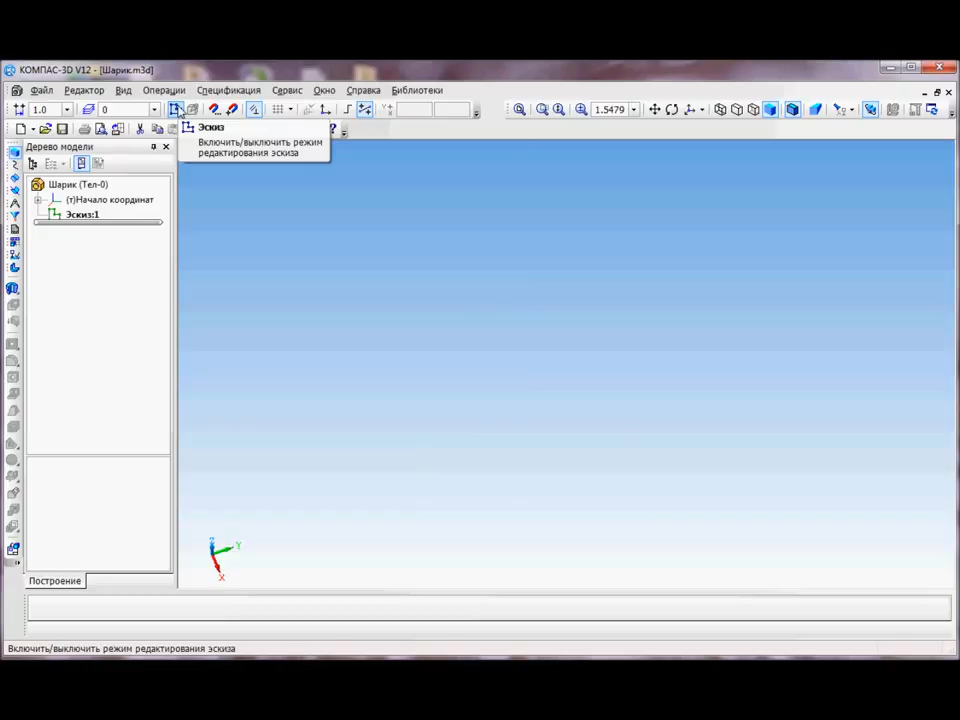 КОМПАС-3D V12 - [Шарик.m3d]
Файл Редактор Вид Операции Спецификация Сервис Окно Справка Библиотеки
1.0 0 1.5479
Эскиз
Включить/выключить режим
редактирования эскиза
Дерево модели
Шарик (Тел-0)
(т)Начало координат
Эскиз:1
Z
Y
X
Построение
Включить/выключить режим редактирования эскиза